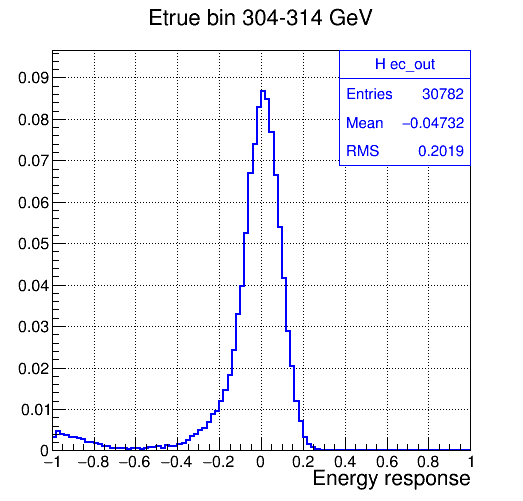 Etrue bin 304-314 GeV
H ec_out
Entries 30782
Mean −0.04732
RMS 0.2019
0.09
0.08
0.07
0.06
0.05
0.04
0.03
0.02
0.01
0
−1 −0.8 −0.6 −0.4 −0.2 0 0.2 0.4 0.6 0.8 1
Energy response